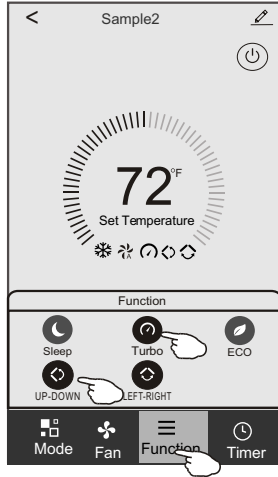 <
Sample2
72°F
Set Temperature
A
Function
Sleep Turbo ECO
UP-DOWN LEFT-RIGHT
Mode Fan Function Timer